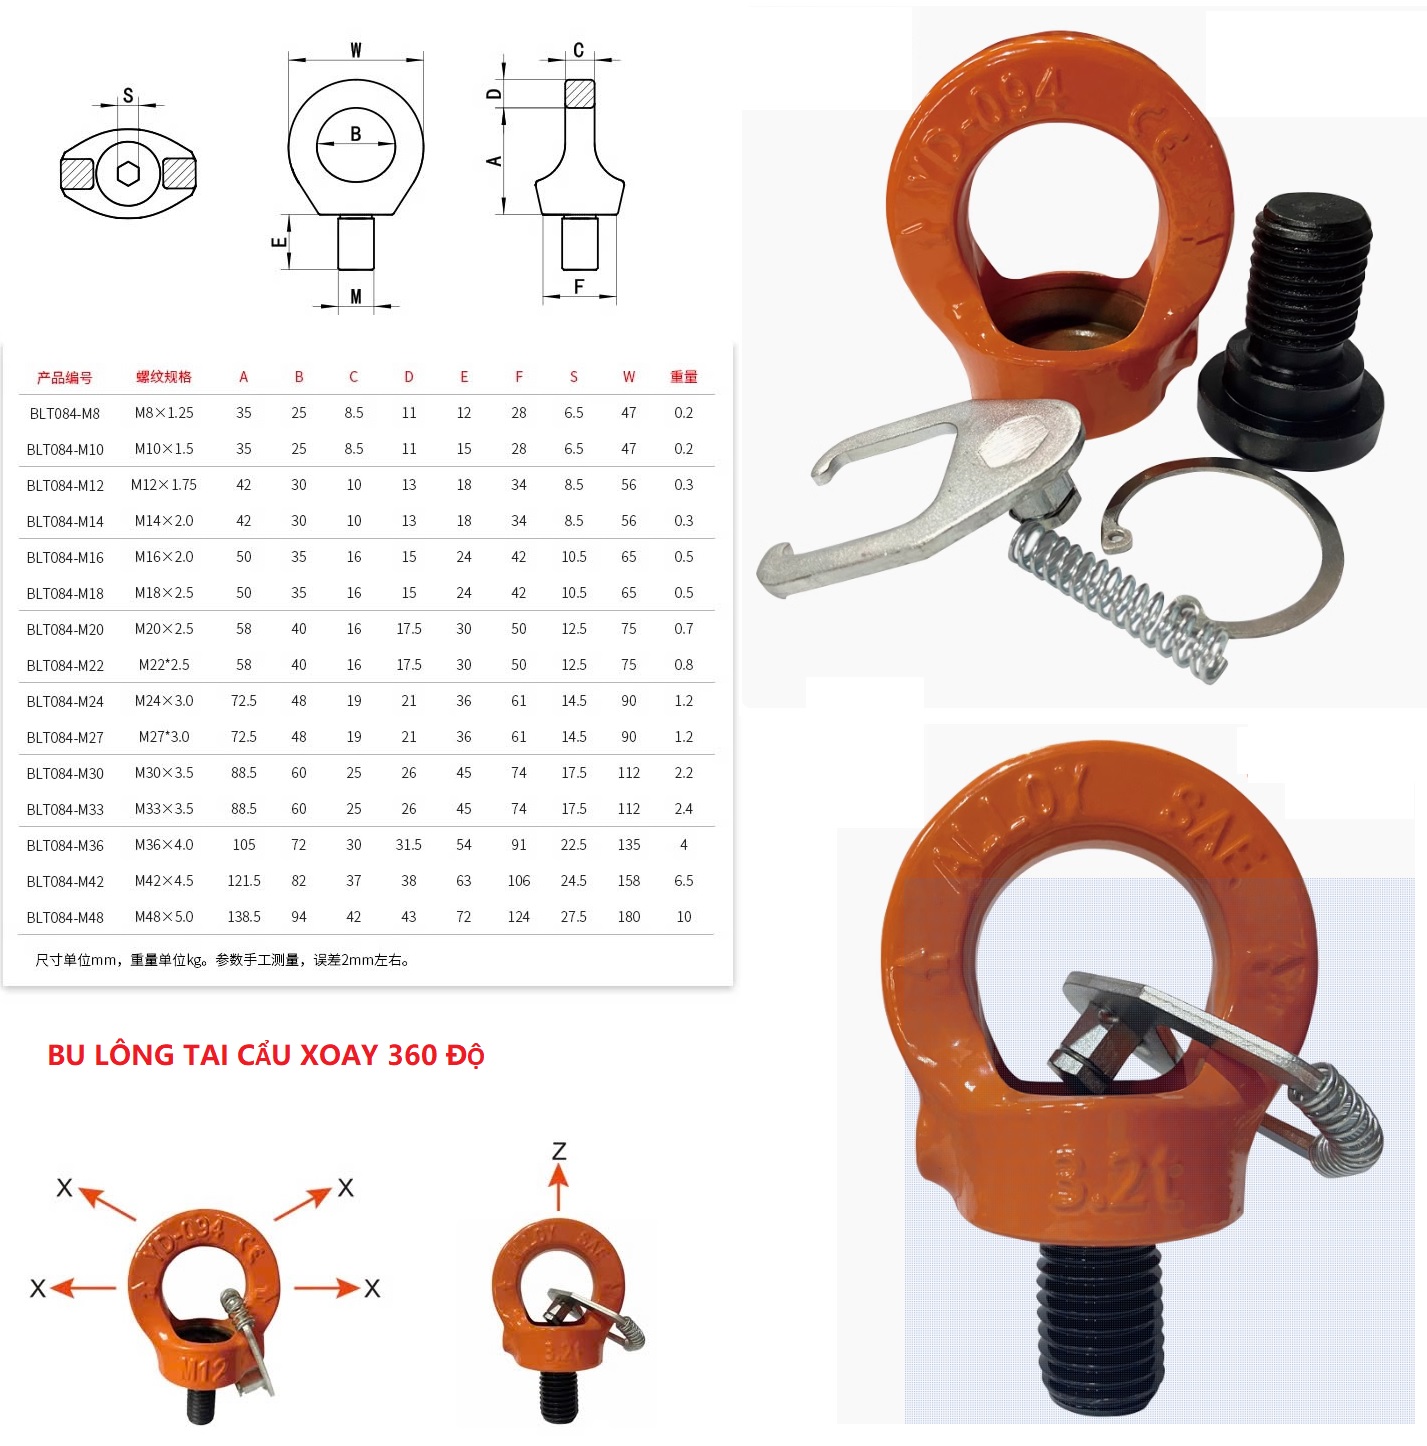 S
W
B
E
M
C
D
A
F
产品编号 螺纹规格 A B C D E F S W 重量
BLT084-M8 M8×1.25 35 25 8.5 11 12 28 6.5 47 0.2
BLT084-M10 M10×1.5 35 25 8.5 11 15 28 6.5 47 0.2
BLT084-M12 M12×1.75 42 30 10 13 18 34 8.5 56 0.3
BLT084-M14 M14×2.0 42 30 10 13 18 34 8.5 56 0.3
BLT084-M16 M16×2.0 50 35 16 15 24 42 10.5 65 0.5
BLT084-M18 M18×2.5 50 35 16 15 24 42 10.5 65 0.5
BLT084-M20 M20×2.5 58 40 16 17.5 30 50 12.5 75 0.7
BLT084-M22 M22*2.5 58 40 16 17.5 30 50 12.5 75 0.8
BLT084-M24 M24×3.0 72.5 48 19 21 36 61 14.5 90 1.2
BLT084-M27 M27*3.0 72.5 48 19 21 36 61 14.5 90 1.2
BLT084-M30 M30×3.5 88.5 60 25 26 45 74 17.5 112 2.2
BLT084-M33 M33×3.5 88.5 60 25 26 45 74 17.5 112 2.4
BLT084-M36 M36×4.0 105 72 30 31.5 54 91 22.5 135 4
BLT084-M42 M42×4.5 121.5 82 37 38 63 106 24.5 158 6.5
BLT084-M48 M48×5.0 138.5 94 42 43 72 124 27.5 180 10
尺寸单位mm，重量单位kg。参数手工测量，误差2mm左右。
BU LÔNG TAI CẨU XOAY 360 ĐỘ
X X
X X
YD-094 CE
M12
Z
ALLOY
3.2t
YD-094 CE
ALLOY
3.2t